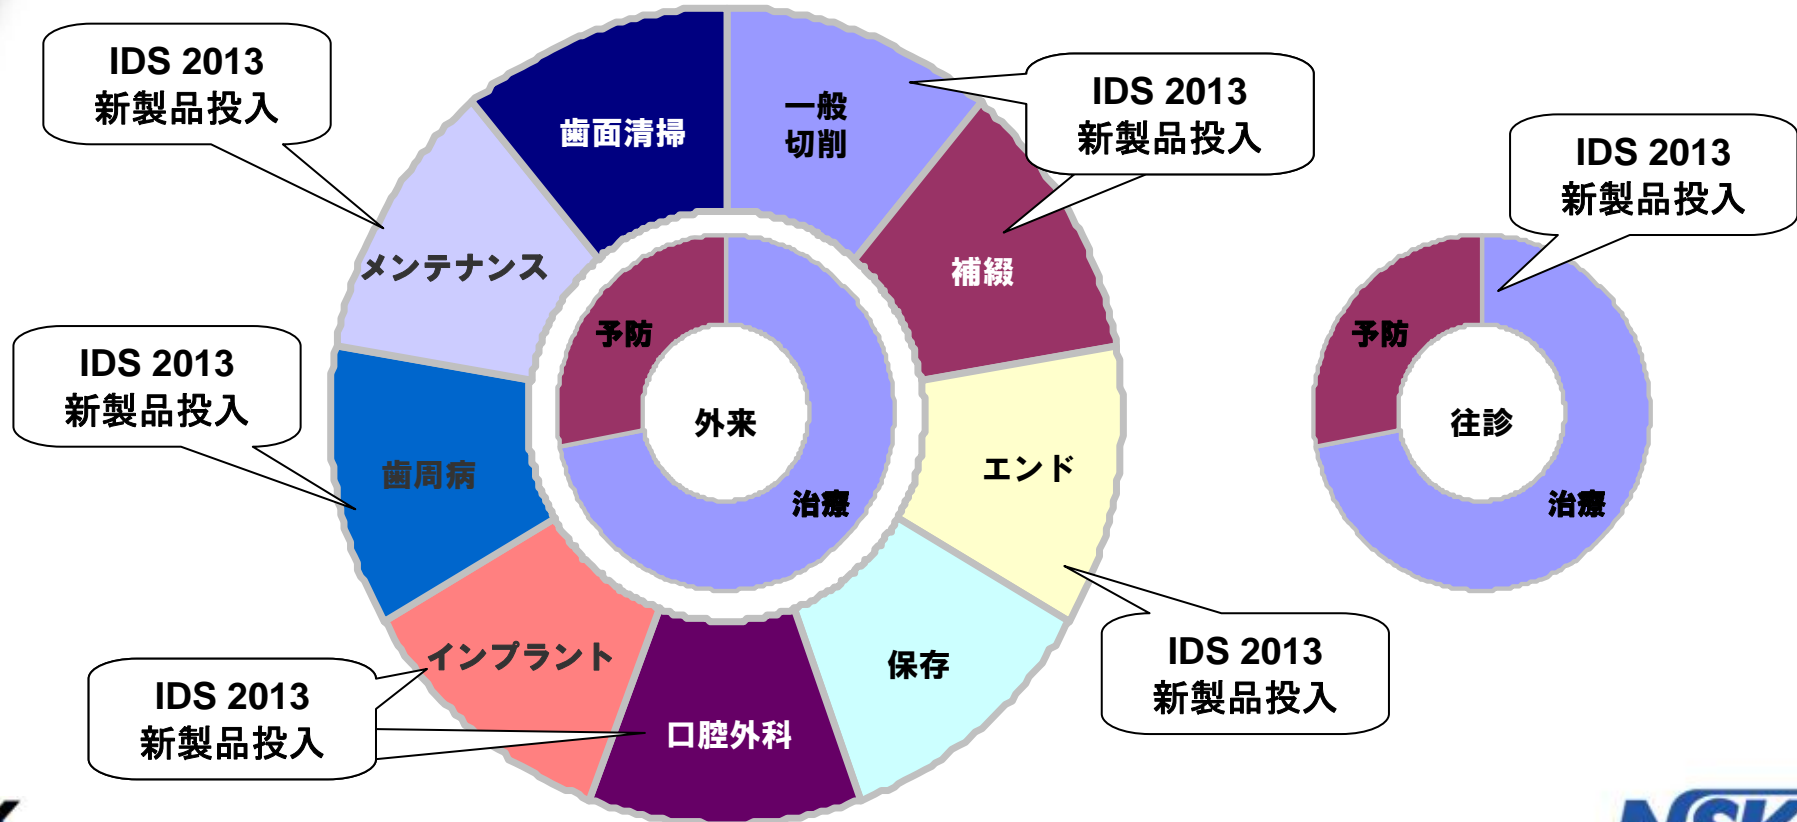 IDS 2013
新製品投入
歯面清掃
一般
切削
IDS 2013
新製品投入
IDS 2013
新製品投入
メンテナンス
補綴
予防
予防
IDS 2013
新製品投入
外来
往診
歯周病
エンド
治療
治療
インプラント
保存
IDS 2013
新製品投入
IDS 2013
新製品投入
口腔外科
NSK